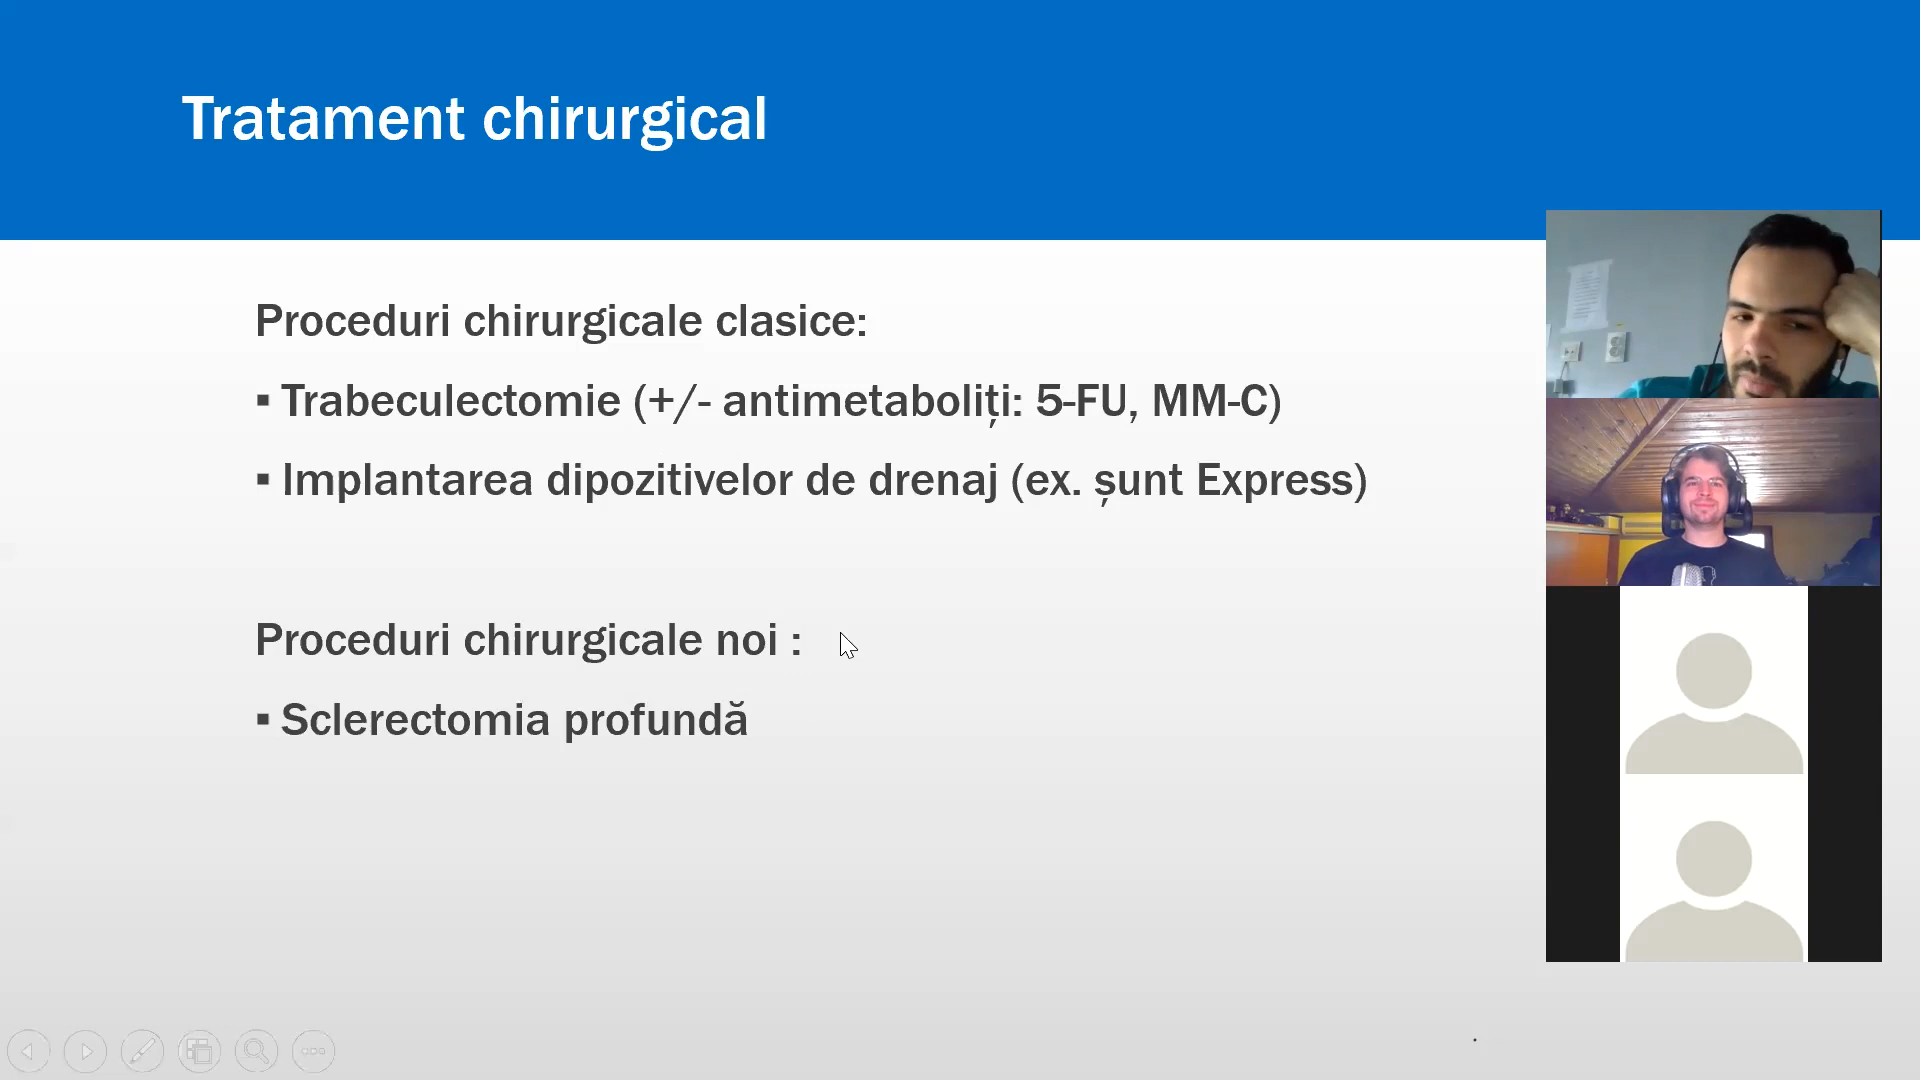 Tratament chirurgical
Proceduri chirurgicale clasice:
▪ Trabeculectomie (+/- antimetaboliți: 5-FU, MM-C)
▪ Implantarea dipozitivelor de drenaj (ex. șunt Express)
Proceduri chirurgicale noi :
▪ Sclerectomia profundă